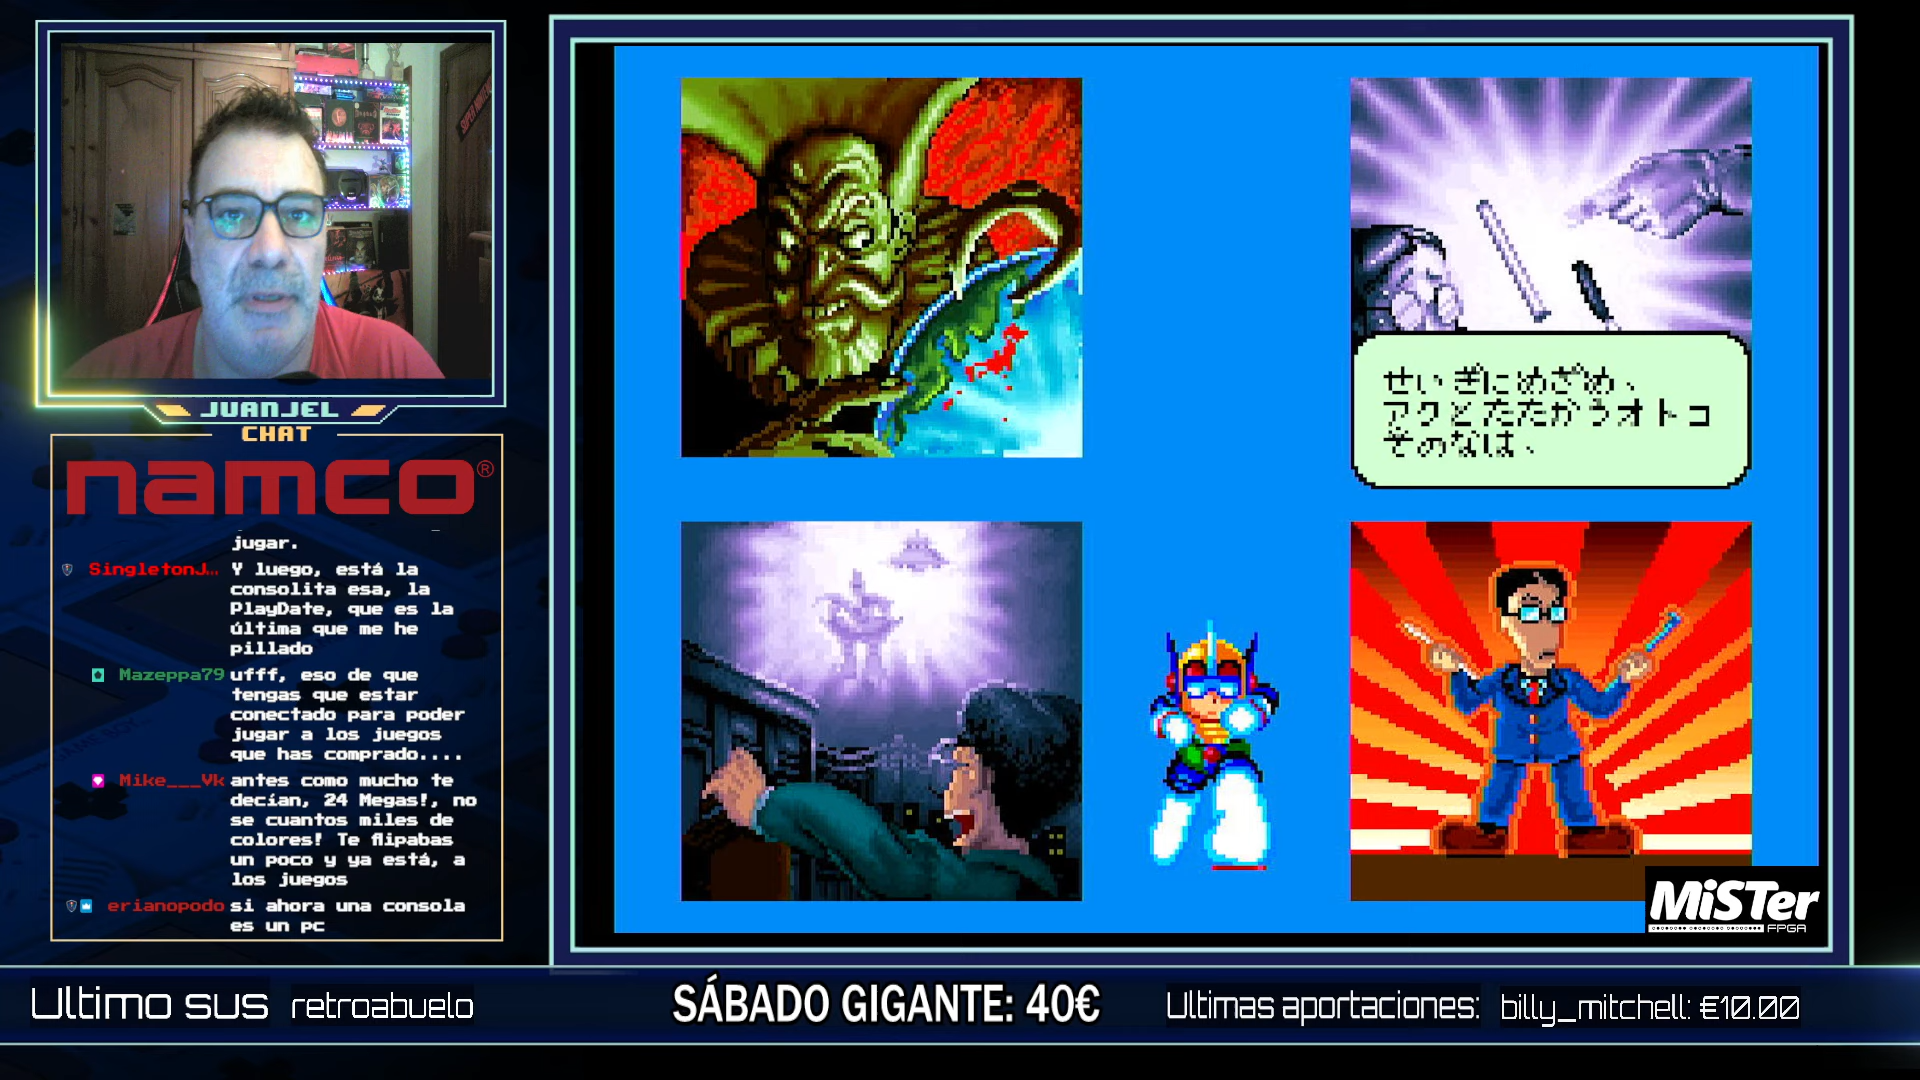 JUANJEL
CHAT
namco®
jugar.
SingletonJ… Y luego, está la
consolita esa, la
PlayDate, que es la
última que me he
pillado
Mazeppa79 ufff, eso de que
tengas que estar
conectado para poder
jugar a los juegos
que has comprado....
Mike___Vk antes como mucho te
decian, 24 Megas!, no
se cuantos miles de
colores! Te flipabas
un poco y ya está, a
los juegos
erianopodo si ahora una consola
es un pc
せいぎにめざめ、
アクとたたかうオトコ
そのなは、
MiSTer
FPGA
Ultimo sus retroabuelo
SÁBADO GIGANTE: 40€
Ultimas aportaciones: billy_mitchell: €10.00